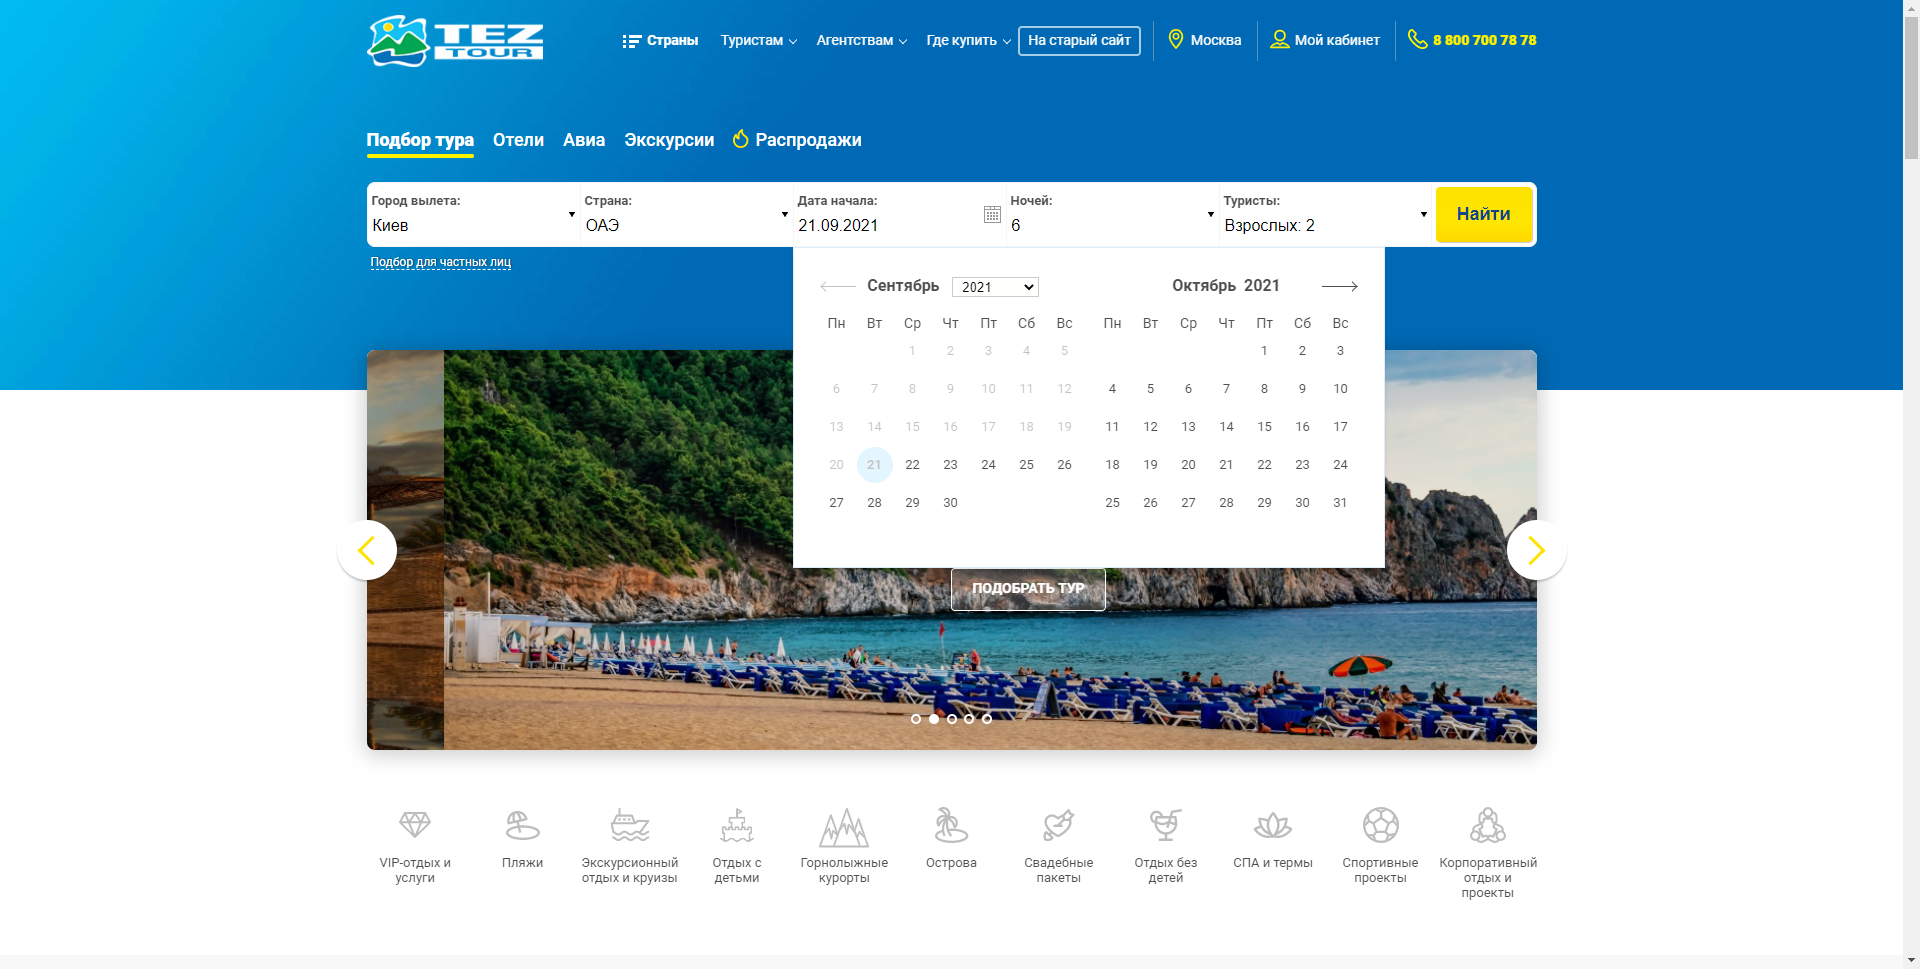 TEZ TOUR
Страны Туристам Агентствам Где купить На старый сайт Москва Мой кабинет 8 800 700 78 78
Подбор тура Отели Авиа Экскурсии Распродажи
Город вылета: Страна: Дата начала: Ночей: Туристы:
Киев ОАЭ 21.09.2021 6 Взрослых: 2 Найти
Подбор для частных лиц
Сентябрь 2021 Октябрь 2021
Пн Вт Ср Чт Пт Сб Вс Пн Вт Ср Чт Пт Сб Вс
1 2 3 4 5 1 2 3
6 7 8 9 10 11 12 4 5 6 7 8 9 10
13 14 15 16 17 18 19 11 12 13 14 15 16 17
20 21 22 23 24 25 26 18 19 20 21 22 23 24
27 28 29 30 25 26 27 28 29 30 31
ПОДОБРАТЬ ТУР
VIP-отдых и
услуги
Пляжи
Экскурсионный
отдых и круизы
Отдых с
детьми
Горнолыжные
курорты
Острова
Свадебные
пакеты
Отдых без
детей
СПА и термы
Спортивные
проекты
Корпоративный
отдых и
проекты